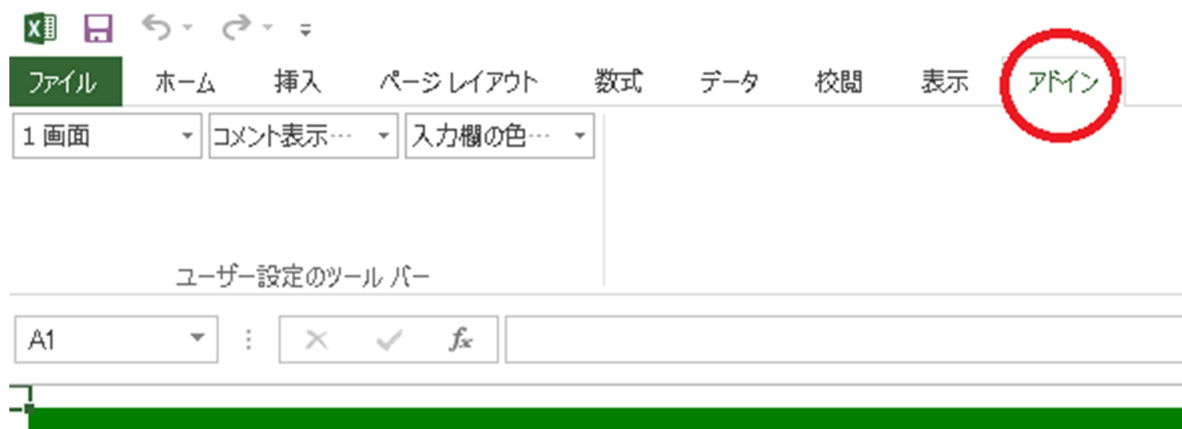 ファイル ホーム 挿入 ページ レイアウト 数式 データ 校閲 表示 アドイン
1 画面 コメント表示… 入力欄の色…
ユーザー設定のツール バー
A1 fx